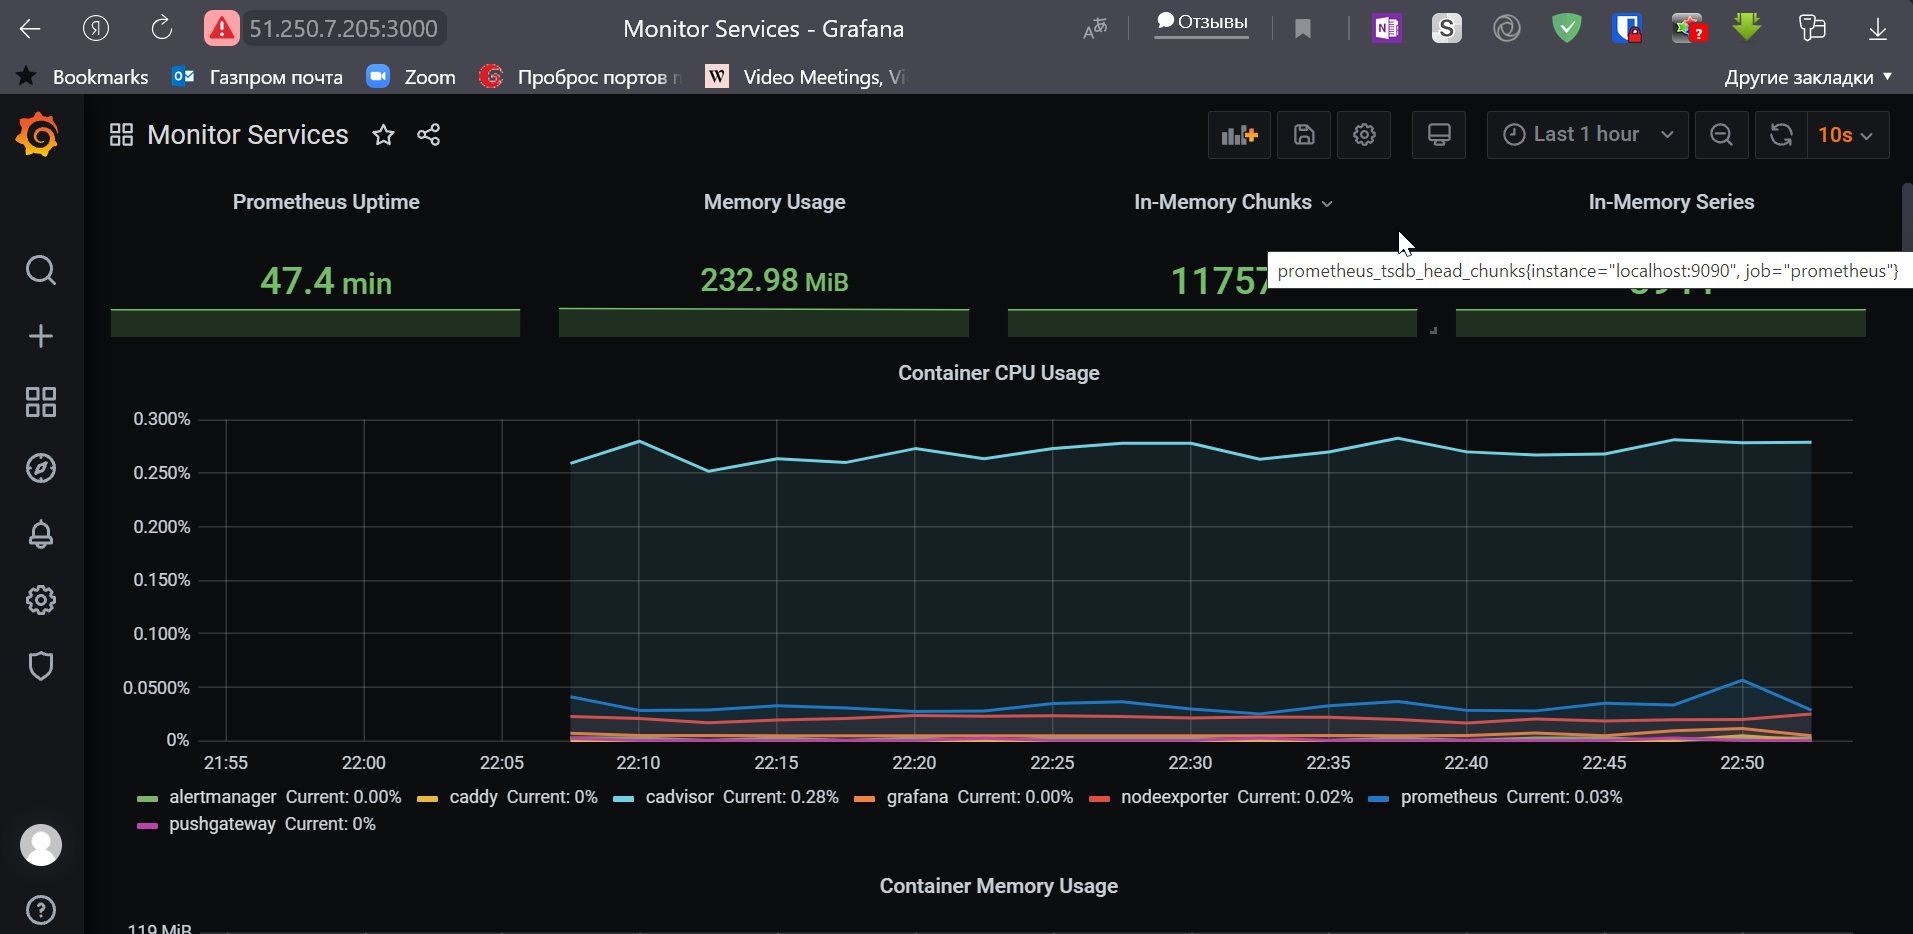 51.250.7.205:3000
Monitor Services - Grafana
Отзывы
Bookmarks
Газпром почта
Zoom
Проброс портов
Video Meetings,
Другие закладки
Monitor Services
Last 1 hour
10s
Prometheus Uptime
Memory Usage
In-Memory Chunks
In-Memory Series
47.4 min
232.98 MiB
11757
prometheus_tsdb_head_chunks{instance="localhost:9090", job="prometheus"}
Container CPU Usage
0.300%
0.250%
0.200%
0.150%
0.100%
0.0500%
0%
21:55 22:00 22:05 22:10 22:15 22:20 22:25 22:30 22:35 22:40 22:45 22:50
alertmanager Current: 0.00% caddy Current: 0% cadvisor Current: 0.28% grafana Current: 0.00% nodeexporter Current: 0.02% prometheus Current: 0.03%
pushgateway Current: 0%
Container Memory Usage
119 MiB